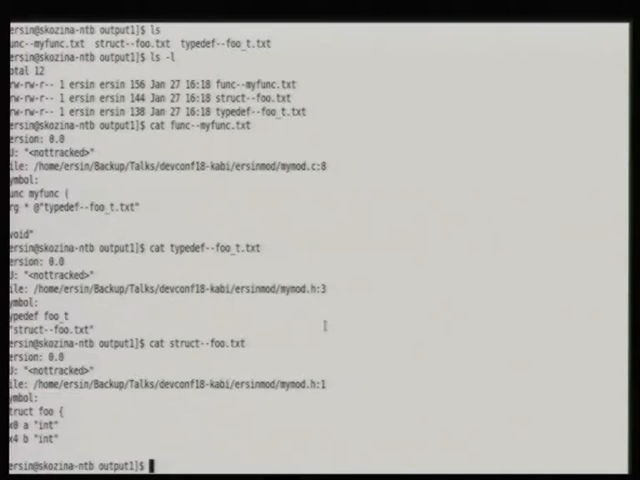 ersin@skozina-ntb output1]$ ls
unc--myfunc.txt  struct--foo.txt  typedef--foo_t.txt
ersin@skozina-ntb output1]$ ls -l
otal 12
rw-rw-r-- 1 ersin ersin 156 Jan 27 16:18 func--myfunc.txt
rw-rw-r-- 1 ersin ersin 144 Jan 27 16:18 struct--foo.txt
rw-rw-r-- 1 ersin ersin 138 Jan 27 16:18 typedef--foo_t.txt
ersin@skozina-ntb output1]$ cat func--myfunc.txt
ersion: 0.0
U: "<nottracked>"
ile: /home/ersin/Backup/Talks/devconf18-kabi/ersinmod/mymod.c:8
ymbol:
unc myfunc (
rg * @"typedef--foo_t.txt"
void"
ersin@skozina-ntb output1]$ cat typedef--foo_t.txt
ersion: 0.0
U: "<nottracked>"
ile: /home/ersin/Backup/Talks/devconf18-kabi/ersinmod/mymod.h:3
ymbol:
ypedef foo_t
"struct--foo.txt"
ersin@skozina-ntb output1]$ cat struct--foo.txt
ersion: 0.0
U: "<nottracked>"
ile: /home/ersin/Backup/Talks/devconf18-kabi/ersinmod/mymod.h:1
ymbol:
truct foo {
x0 a "int"
x4 b "int"
ersin@skozina-ntb output1]$